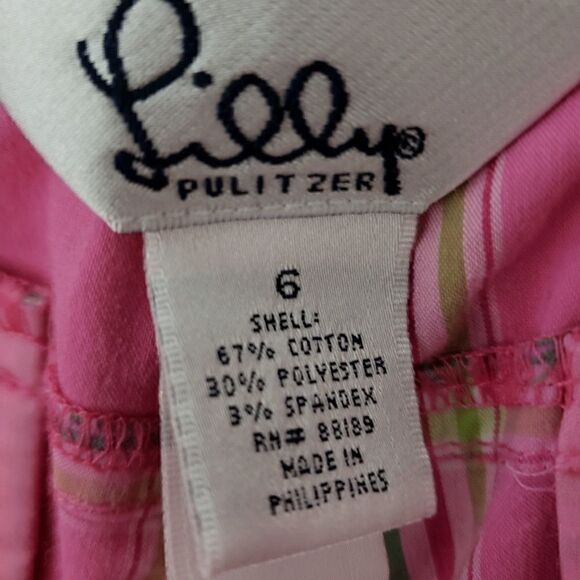 Lilly®
PULITZER
6
SHELL:
67% COTTON
30% POLYESTER
3% SPANDEX
RN# 88189
MADE IN
PHILIPPINES